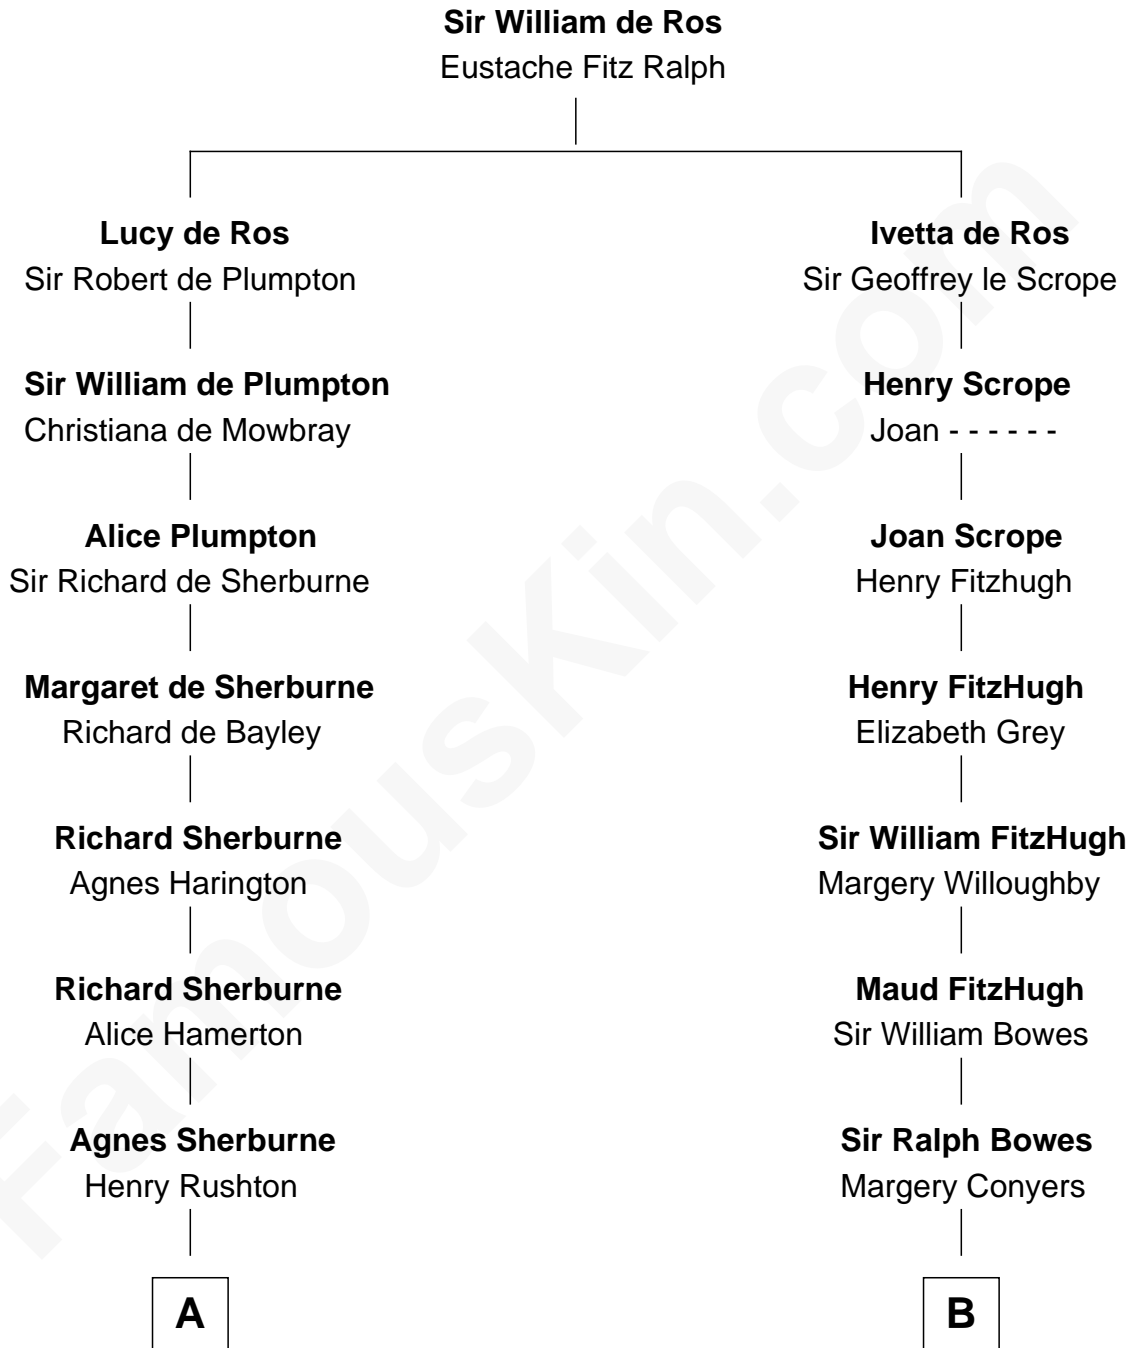 Sir William de Ros
Eustache Fitz Ralph
Lucy de Ros
Sir Robert de Plumpton
Ivetta de Ros
Sir Geoffrey le Scrope
Sir William de Plumpton
Christiana de Mowbray
Henry Scrope
Joan - - - - - -
Alice Plumpton
Sir Richard de Sherburne
Joan Scrope
Henry Fitzhugh
Margaret de Sherburne
Richard de Bayley
Henry FitzHugh
Elizabeth Grey
Richard Sherburne
Agnes Harington
Sir William FitzHugh
Margery Willoughby
Richard Sherburne
Alice Hamerton
Maud FitzHugh
Sir William Bowes
Agnes Sherburne
Henry Rushton
Sir Ralph Bowes
Margery Conyers
A
B
FamousKin.com